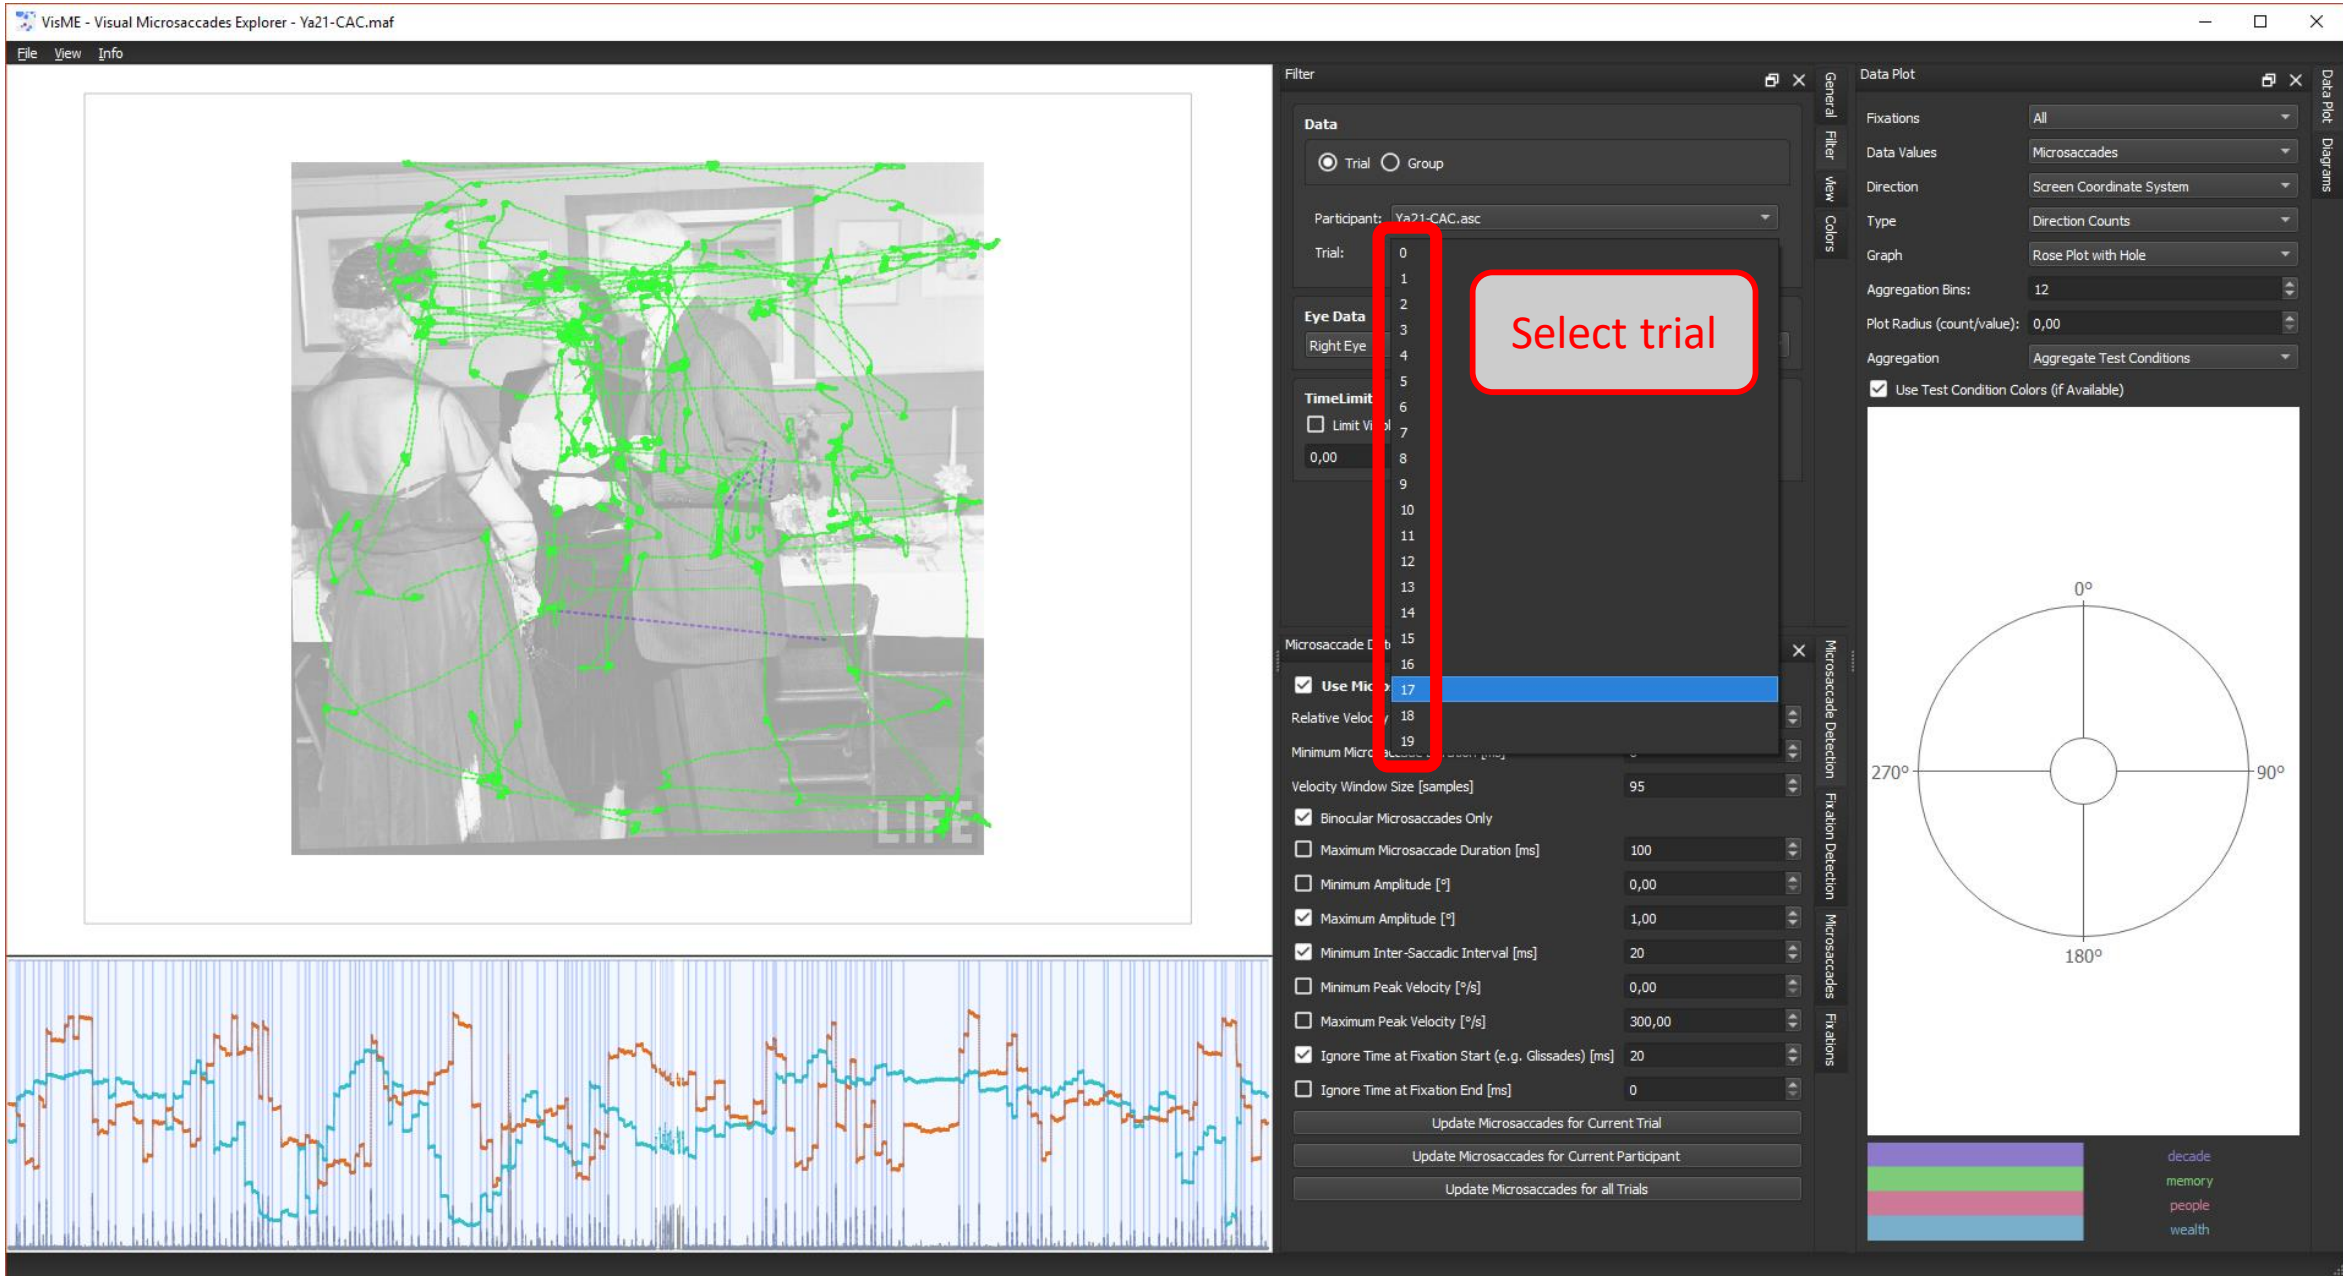 VisME - Visual Microsaccades Explorer - Ya21-CAC.maf
File View Info
LIFE
Filter
Data
Trial Group
Participant: Ya21-CAC.asc
Trial:
0
1
2
3
4
5
6
7
8
9
10
11
12
13
14
15
16
17
18
19
Select trial
Eye Data
Right Eye
TimeLimit
Limit
0,00
General
Filter
View
Colors
Microsaccade
Use
Relative
Minimum
Velocity Window Size [samples] 95
Binocular Microsaccades Only
Maximum Microsaccade Duration [ms] 100
Minimum Amplitude [º] 0,00
Maximum Amplitude [º] 1,00
Minimum Inter-Saccadic Interval [ms] 20
Minimum Peak Velocity [º/s] 0,00
Maximum Peak Velocity [º/s] 300,00
Ignore Time at Fixation Start (e.g. Glissades) [ms] 20
Ignore Time at Fixation End [ms] 0
Update Microsaccades for Current Trial
Update Microsaccades for Current Participant
Update Microsaccades for all Trials
Microsaccade Detection
Fixation Detection
Microsaccades
Fixations
Data Plot
Fixations All
Data Values Microsaccades
Direction Screen Coordinate System
Type Direction Counts
Graph Rose Plot with Hole
Aggregation Bins: 12
Plot Radius (count/value): 0,00
Aggregation Aggregate Test Conditions
Use Test Condition Colors (if Available)
0º
270º
90º
180º
decade
memory
people
wealth
Data Plot
Diagrams